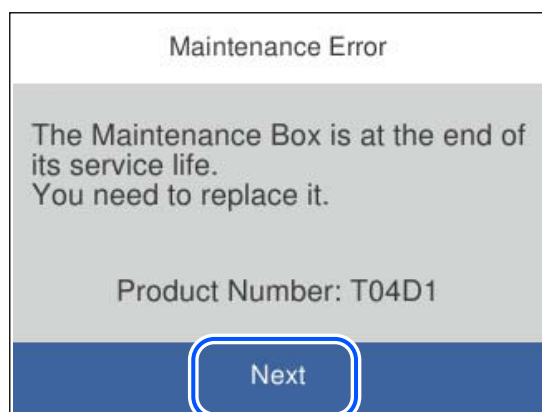 Maintenance Error
The Maintenance Box is at the end of
its service life.
You need to replace it.
Product Number: T04D1
Next